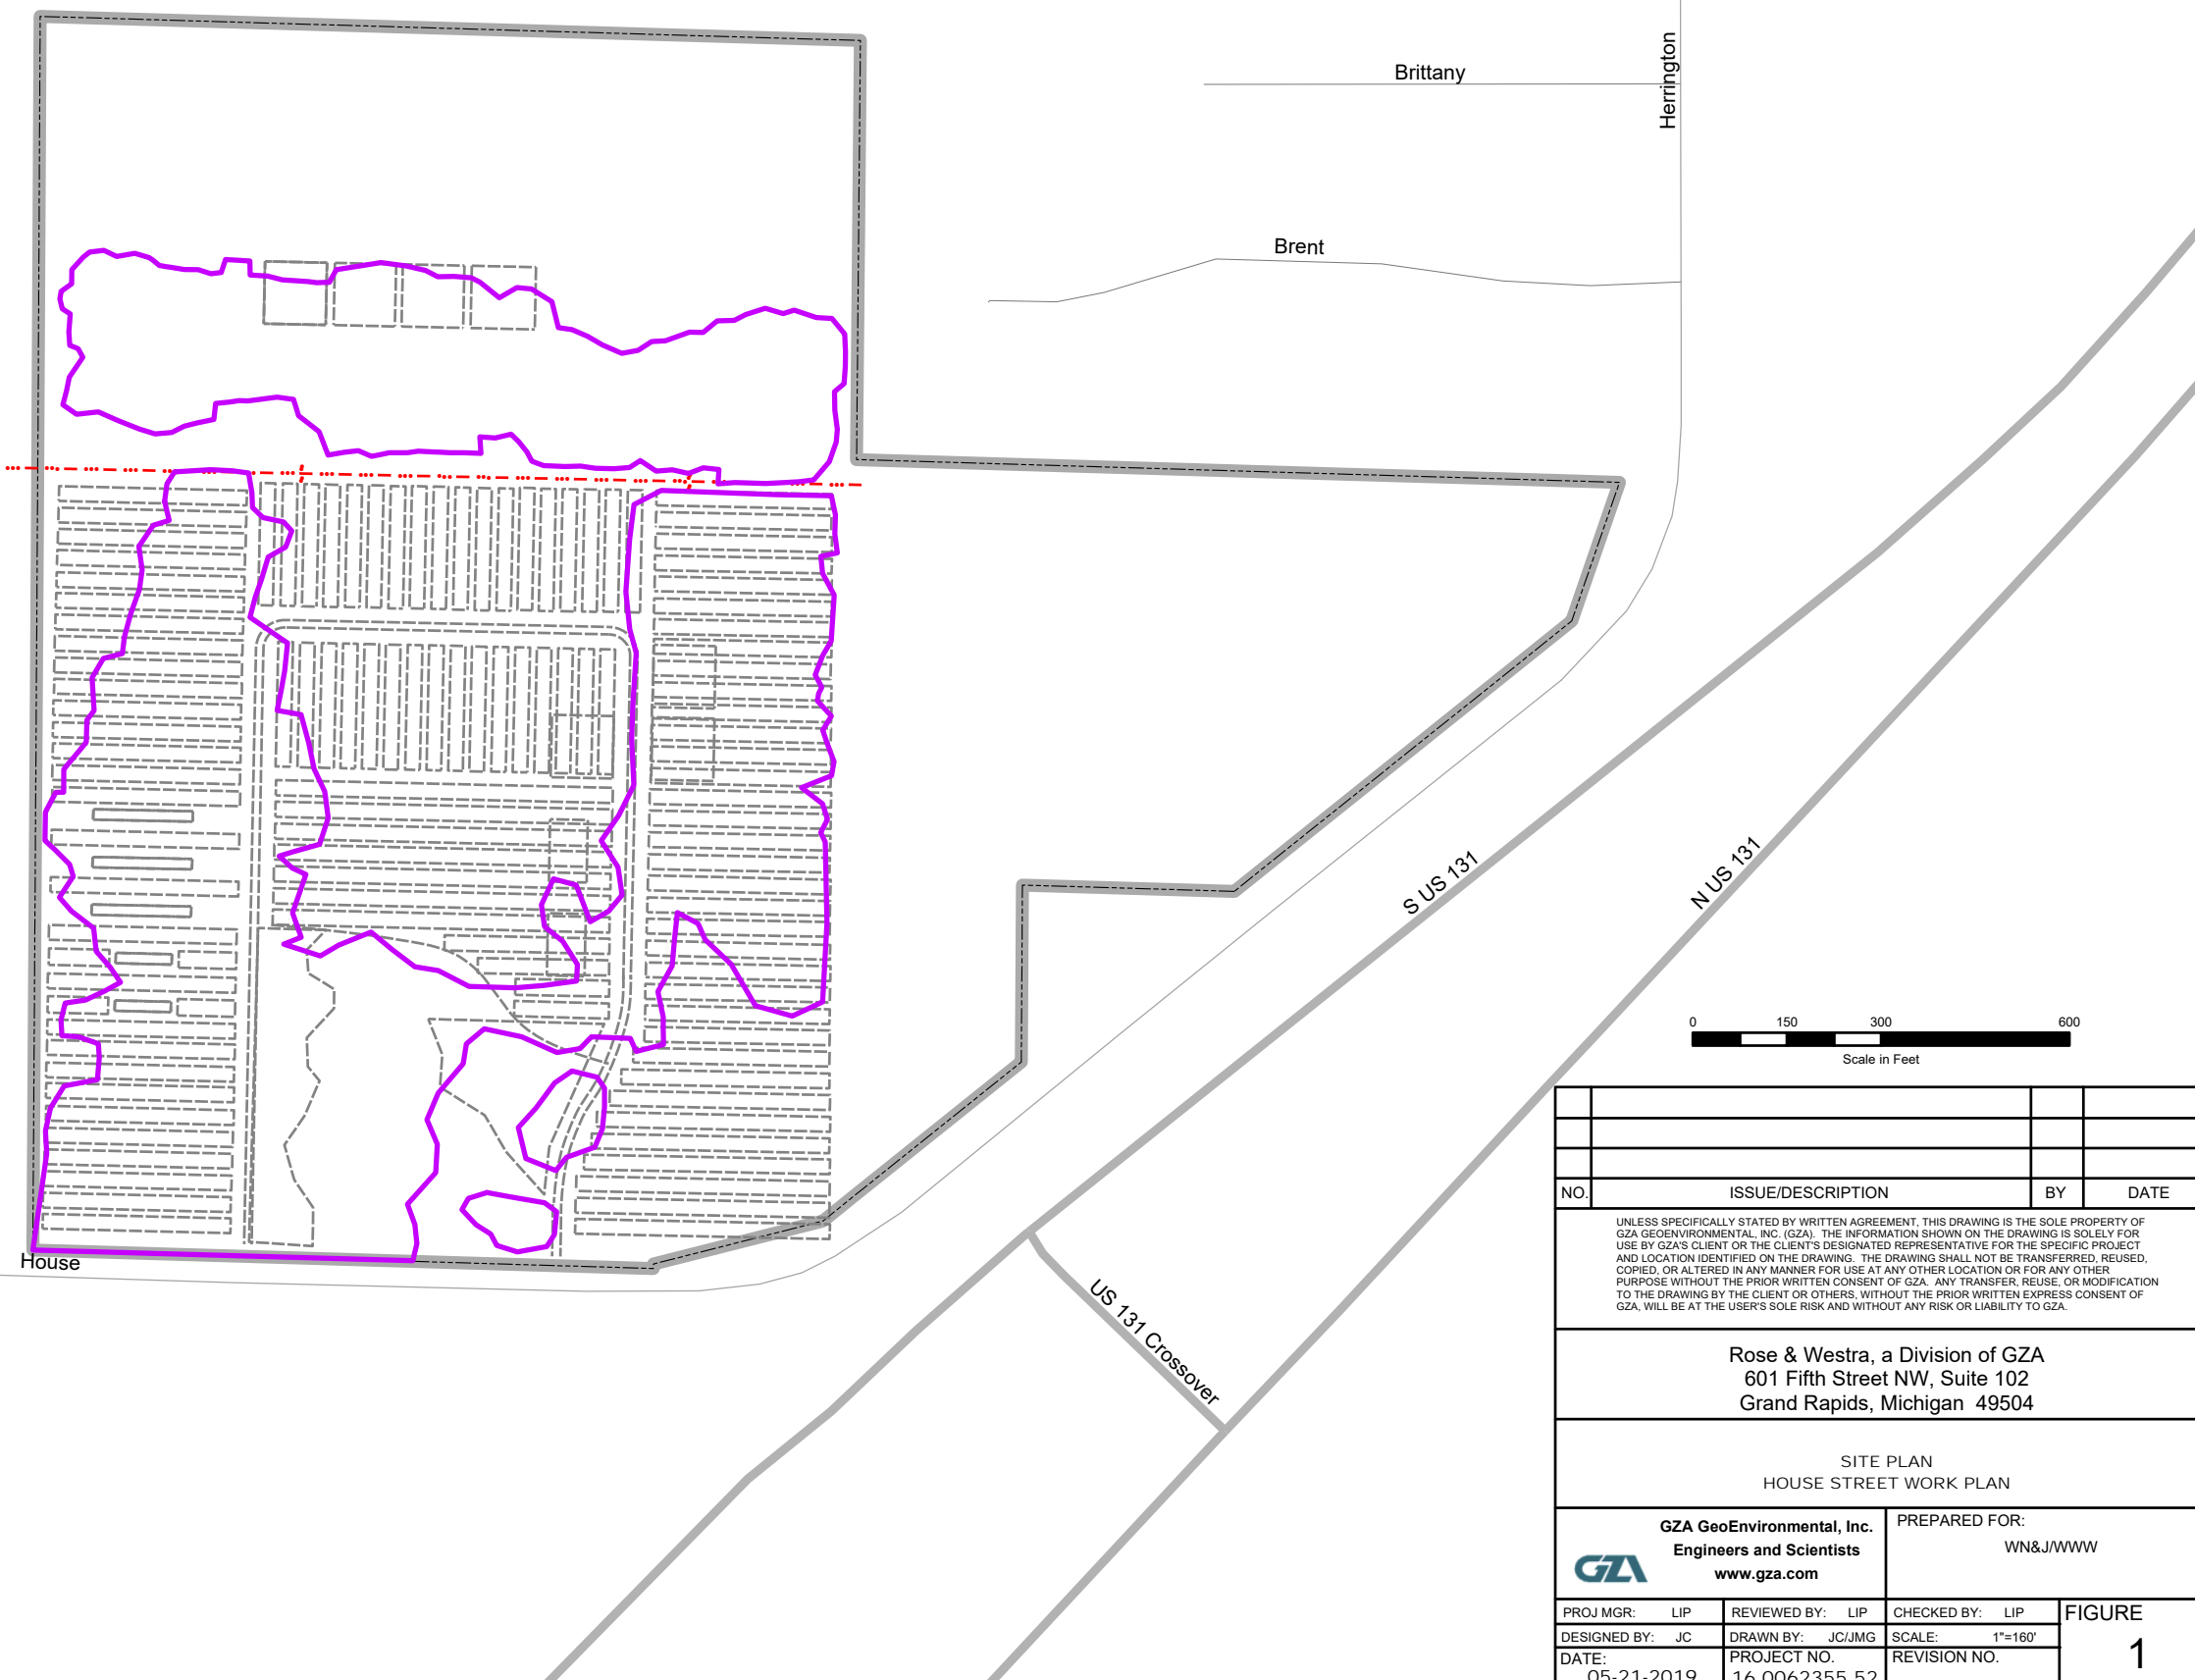 Brittany
Herrington
Brent
S US 131
N US 131
0 150 300 600
Scale in Feet
House
US 131 Crossover
NO. ISSUE/DESCRIPTION BY DATE
UNLESS SPECIFICALLY STATED BY WRITTEN AGREEMENT, THIS DRAWING IS THE SOLE PROPERTY OF
GZA GEOENVIRONMENTAL, INC. (GZA). THE INFORMATION SHOWN ON THE DRAWING IS SOLELY FOR
USE BY GZA'S CLIENT OR THE CLIENT'S DESIGNATED REPRESENTATIVE FOR THE SPECIFIC PROJECT
AND LOCATION IDENTIFIED ON THE DRAWING. THE DRAWING SHALL NOT BE TRANSFERRED, REUSED,
COPIED, OR ALTERED IN ANY MANNER FOR USE AT ANY OTHER LOCATION OR FOR ANY OTHER
PURPOSE WITHOUT THE PRIOR WRITTEN CONSENT OF GZA. ANY TRANSFER, REUSE, OR MODIFICATION
TO THE DRAWING BY THE CLIENT OR OTHERS, WITHOUT THE PRIOR WRITTEN EXPRESS CONSENT OF
GZA, WILL BE AT THE USER'S SOLE RISK AND WITHOUT ANY RISK OR LIABILITY TO GZA.
Rose & Westra, a Division of GZA
601 Fifth Street NW, Suite 102
Grand Rapids, Michigan 49504
SITE PLAN
HOUSE STREET WORK PLAN
GZA GeoEnvironmental, Inc.
Engineers and Scientists
www.gza.com
GZA
PREPARED FOR:
WN&J/WWW
PROJ MGR: LIP REVIEWED BY: LIP CHECKED BY: LIP
DESIGNED BY: JC DRAWN BY: JC/JMG SCALE: 1"=160'
DATE: PROJECT NO. REVISION NO.
05-21-2019 16.0062355.52
FIGURE
1